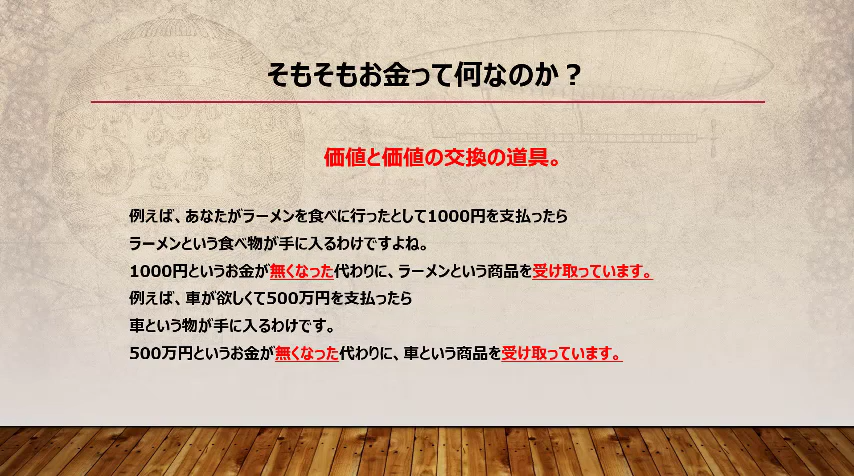 そもそもお金って何なのか？
価値と価値の交換の道具。
例えば、あなたがラーメンを食べに行ったとして1000円を支払ったら
ラーメンという食べ物が手に入るわけですよね。
1000円というお金が無くなった代わりに、ラーメンという商品を受け取っています。
例えば、車が欲しくて500万円を支払ったら
車という物が手に入るわけです。
500万円というお金が無くなった代わりに、車という商品を受け取っています。